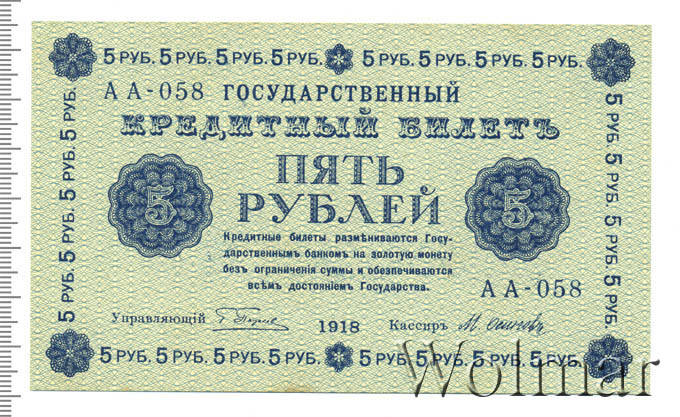 5 РУБ. 5 РУБ. 5 РУБ. 5 РУБ. 5 РУБ. 5 РУБ. 5 РУБ. 5 РУБ.
АА-058 ГОСУДАРСТВЕННЫЙ
КРЕДИТНЫЙ БИЛЕТЪ
ПЯТЬ
РУБЛЕЙ
5 5
Кредитные билеты размѣниваются Госу-
дарственнымъ банкомъ на золотую монету
безъ ограниченія суммы и обезпечиваются
всѣмъ достояніемъ Государства.
АА-058
Управляющій 1918 Кассиръ
5 РУБ. 5 РУБ. 5 РУБ. 5 РУБ. 5 РУБ. 5 РУБ. 5 РУБ. 5 РУБ.
5 РУБ. 5 РУБ. 5 РУБ. 5 РУБ.
5 РУБ. 5 РУБ. 5 РУБ. 5 РУБ.
Wolmar